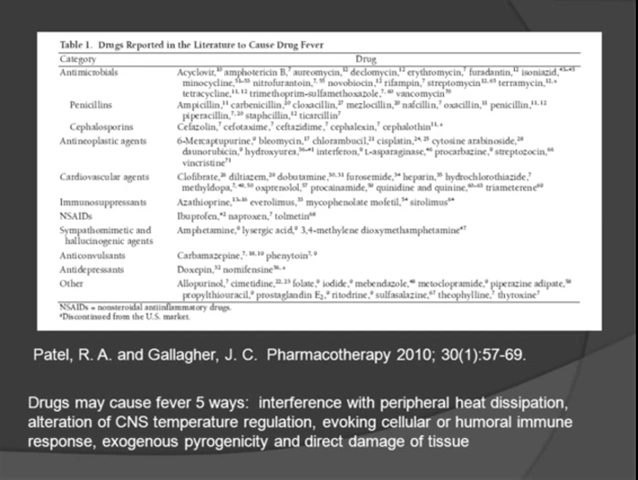 Table 1. Drugs Reported in the Literature to Cause Drug Fever
Category Drug
Antimicrobials Acyclovir, amphotericin B, aureomycin, declomycin, erythromycin, furadantin, isoniazid,
minocycline, nitrofurantoin, novobiocin, rifampin, streptomycin, terramycin,
tetracycline, trimethoprim-sulfamethoxazole, vancomycin
Penicillins Ampicillin, carbenicillin, cloxacillin, mezlocillin, nafcillin, oxacillin, penicillin,
piperacillin, staphcillin, ticarcillin
Cephalosporins Cefazolin, cefotaxime, ceftazidime, cephalexin, cephalothin
Antineoplastic agents 6-Mercaptupurine, bleomycin, chlorambucil, cisplatin, cytosine arabinoside,
daunorubicin, hydroxyurea, interferon, L-asparaginase, procarbazine, streptozocin,
vincristine
Cardiovascular agents Clofibrate, diltiazem, dobutamine, furosemide, heparin, hydrochlorothiazide,
methyldopa, oxprenolol, procainamide, quinidine and quinine, triameterene
Immunosuppressants Azathioprine, everolimus, mycophenolate mofetil, sirolimus
NSAIDs Ibuprofen, naproxen, tolmetin
Sympathomimetic and Amphetamine, lysergic acid, 3,4-methylene dioxymethamphetamine
hallucinogenic agents
Anticonvulsants Carbamazepine, phenytoin
Antidepressants Doxepin, nomifensine
Other Allopurinol, cimetidine, folate, iodide, mebendazole, metoclopramide, piperazine adipate,
propylthiouracil, prostaglandin E₂, ritodrine, sulfasalazine, theophylline, thyroxine
NSAIDs = nonsteroidal antiinflammatory drugs.
ªDiscontinued from the U.S. market.
Patel, R. A. and Gallagher, J. C. Pharmacotherapy 2010; 30(1):57-69.
Drugs may cause fever 5 ways: interference with peripheral heat dissipation,
alteration of CNS temperature regulation, evoking cellular or humoral immune
response, exogenous pyrogenicity and direct damage of tissue